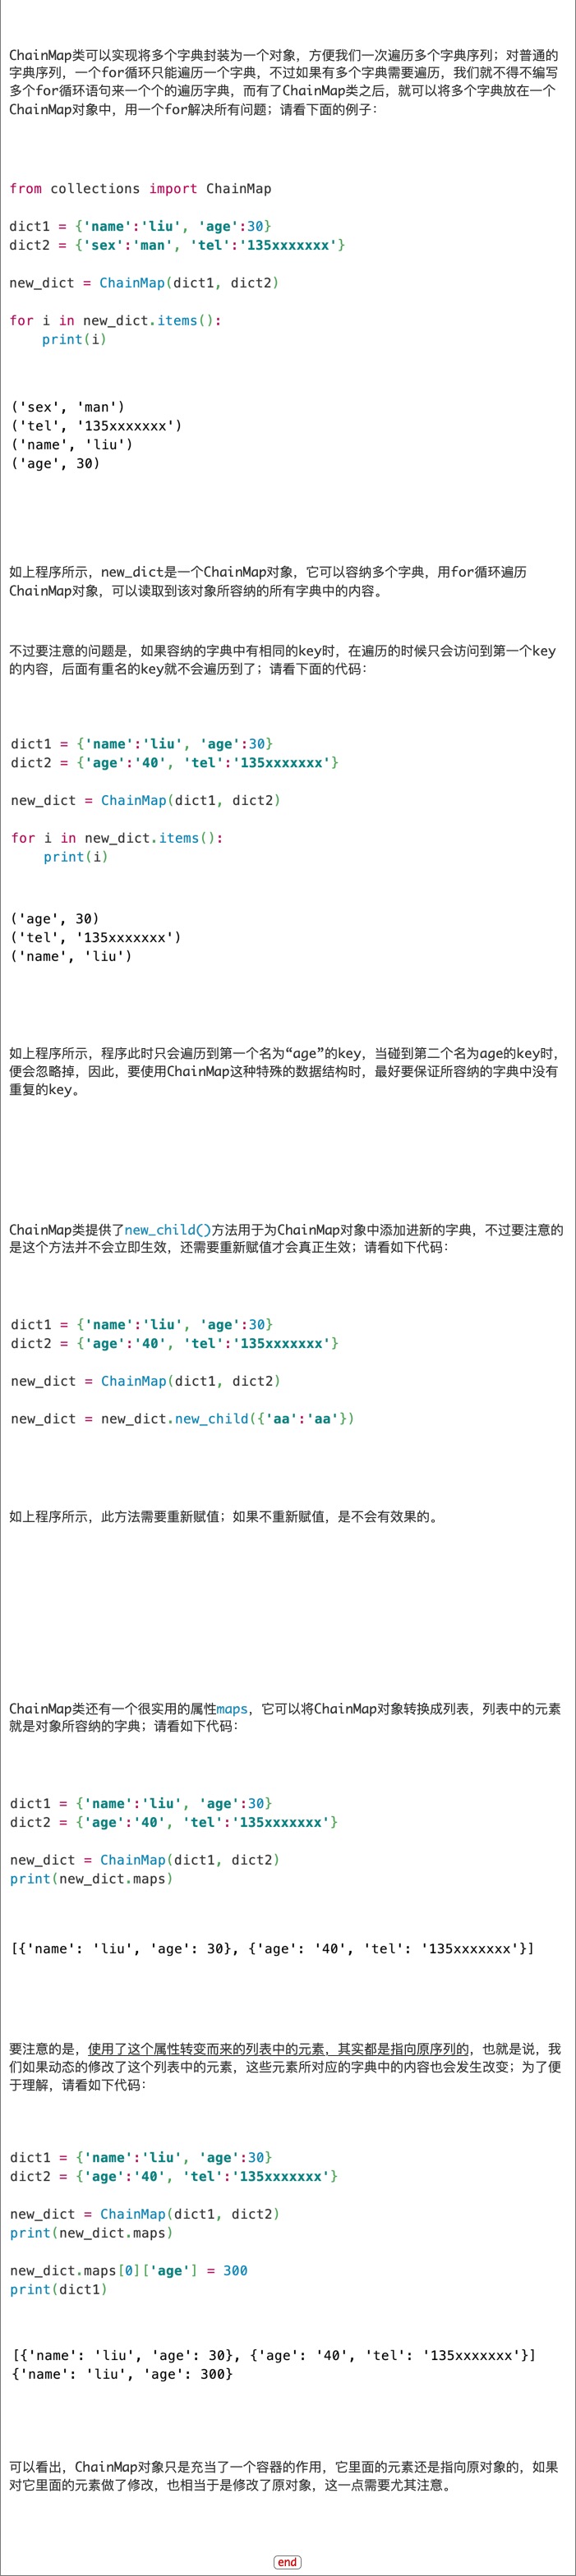 ChainMap类可以实现将多个字典封装为一个对象，方便我们一次遍历多个字典序列；对普通的
字典序列，一个for循环只能遍历一个字典，不过如果有多个字典需要遍历，我们就不得不编写
多个for循环语句来一个个的遍历字典，而有了ChainMap类之后，就可以将多个字典放在一个
ChainMap对象中，用一个for解决所有问题；请看下面的例子：
from collections import ChainMap
dict1 = {'name':'liu', 'age':30}
dict2 = {'sex':'man', 'tel':'135xxxxxxx'}
new_dict = ChainMap(dict1, dict2)
for i in new_dict.items():
    print(i)
('sex', 'man')
('tel', '135xxxxxxx')
('name', 'liu')
('age', 30)
如上程序所示，new_dict是一个ChainMap对象，它可以容纳多个字典，用for循环遍历
ChainMap对象，可以读取到该对象所容纳的所有字典中的内容。
不过要注意的问题是，如果容纳的字典中有相同的key时，在遍历的时候只会访问到第一个key
的内容，后面有重名的key就不会遍历到了；请看下面的代码：
dict1 = {'name':'liu', 'age':30}
dict2 = {'age':'40', 'tel':'135xxxxxxx'}
new_dict = ChainMap(dict1, dict2)
for i in new_dict.items():
    print(i)
('age', 30)
('tel', '135xxxxxxx')
('name', 'liu')
如上程序所示，程序此时只会遍历到第一个名为“age”的key，当碰到第二个名为age的key时，
便会忽略掉，因此，要使用ChainMap这种特殊的数据结构时，最好要保证所容纳的字典中没有
重复的key。
ChainMap类提供了new_child()方法用于为ChainMap对象中添加进新的字典，不过要注意的
是这个方法并不会立即生效，还需要重新赋值才会真正生效；请看如下代码：
dict1 = {'name':'liu', 'age':30}
dict2 = {'age':'40', 'tel':'135xxxxxxx'}
new_dict = ChainMap(dict1, dict2)
new_dict = new_dict.new_child({'aa':'aa'})
如上程序所示，此方法需要重新赋值；如果不重新赋值，是不会有效果的。
ChainMap类还有一个很实用的属性maps，它可以将ChainMap对象转换成列表，列表中的元素
就是对象所容纳的字典；请看如下代码：
dict1 = {'name':'liu', 'age':30}
dict2 = {'age':'40', 'tel':'135xxxxxxx'}
new_dict = ChainMap(dict1, dict2)
print(new_dict.maps)
[{'name': 'liu', 'age': 30}, {'age': '40', 'tel': '135xxxxxxx'}]
要注意的是，使用了这个属性转变而来的列表中的元素，其实都是指向原序列的，也就是说，我
们如果动态的修改了这个列表中的元素，这些元素所对应的字典中的内容也会发生改变；为了便
于理解，请看如下代码：
dict1 = {'name':'liu', 'age':30}
dict2 = {'age':'40', 'tel':'135xxxxxxx'}
new_dict = ChainMap(dict1, dict2)
print(new_dict.maps)
new_dict.maps[0]['age'] = 300
print(dict1)
[{'name': 'liu', 'age': 30}, {'age': '40', 'tel': '135xxxxxxx'}]
{'name': 'liu', 'age': 300}
可以看出，ChainMap对象只是充当了一个容器的作用，它里面的元素还是指向原对象的，如果
对它里面的元素做了修改，也相当于是修改了原对象，这一点需要尤其注意。
end